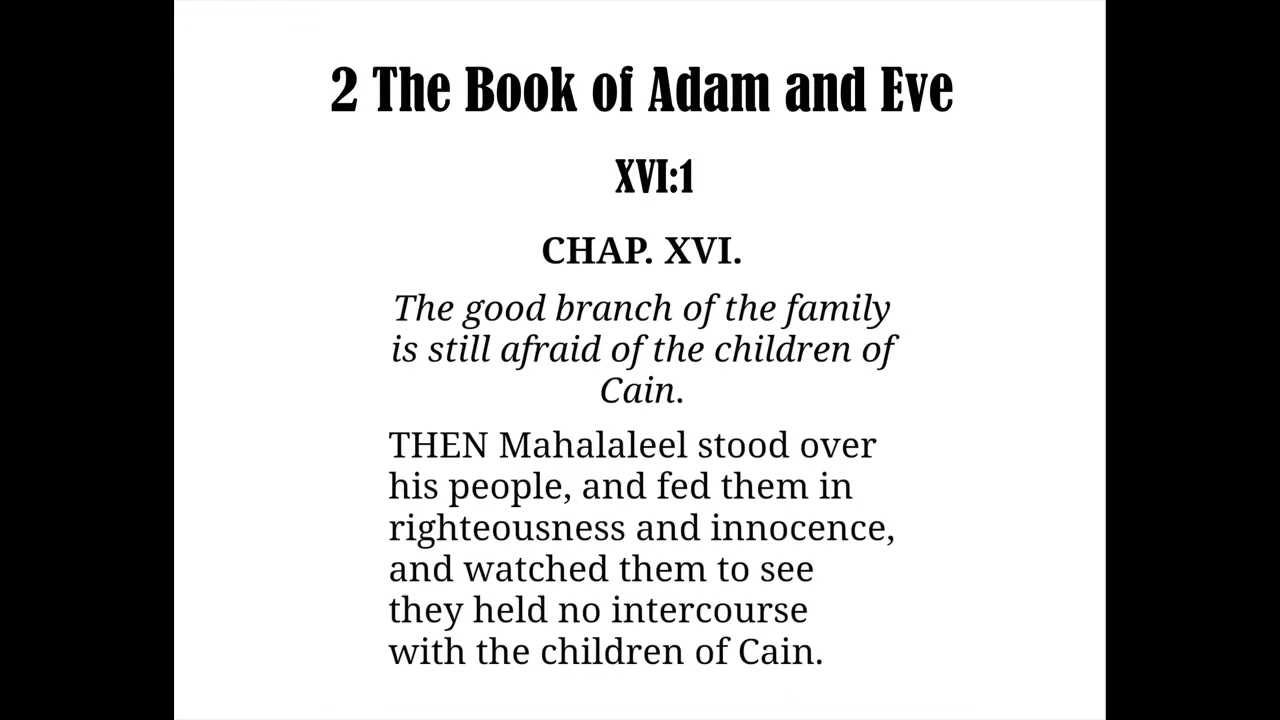 2 The Book of Adam and Eve
XVI:1
CHAP. XVI.
The good branch of the family
is still afraid of the children of
Cain.
THEN Mahalaleel stood over
his people, and fed them in
righteousness and innocence,
and watched them to see
they held no intercourse
with the children of Cain.